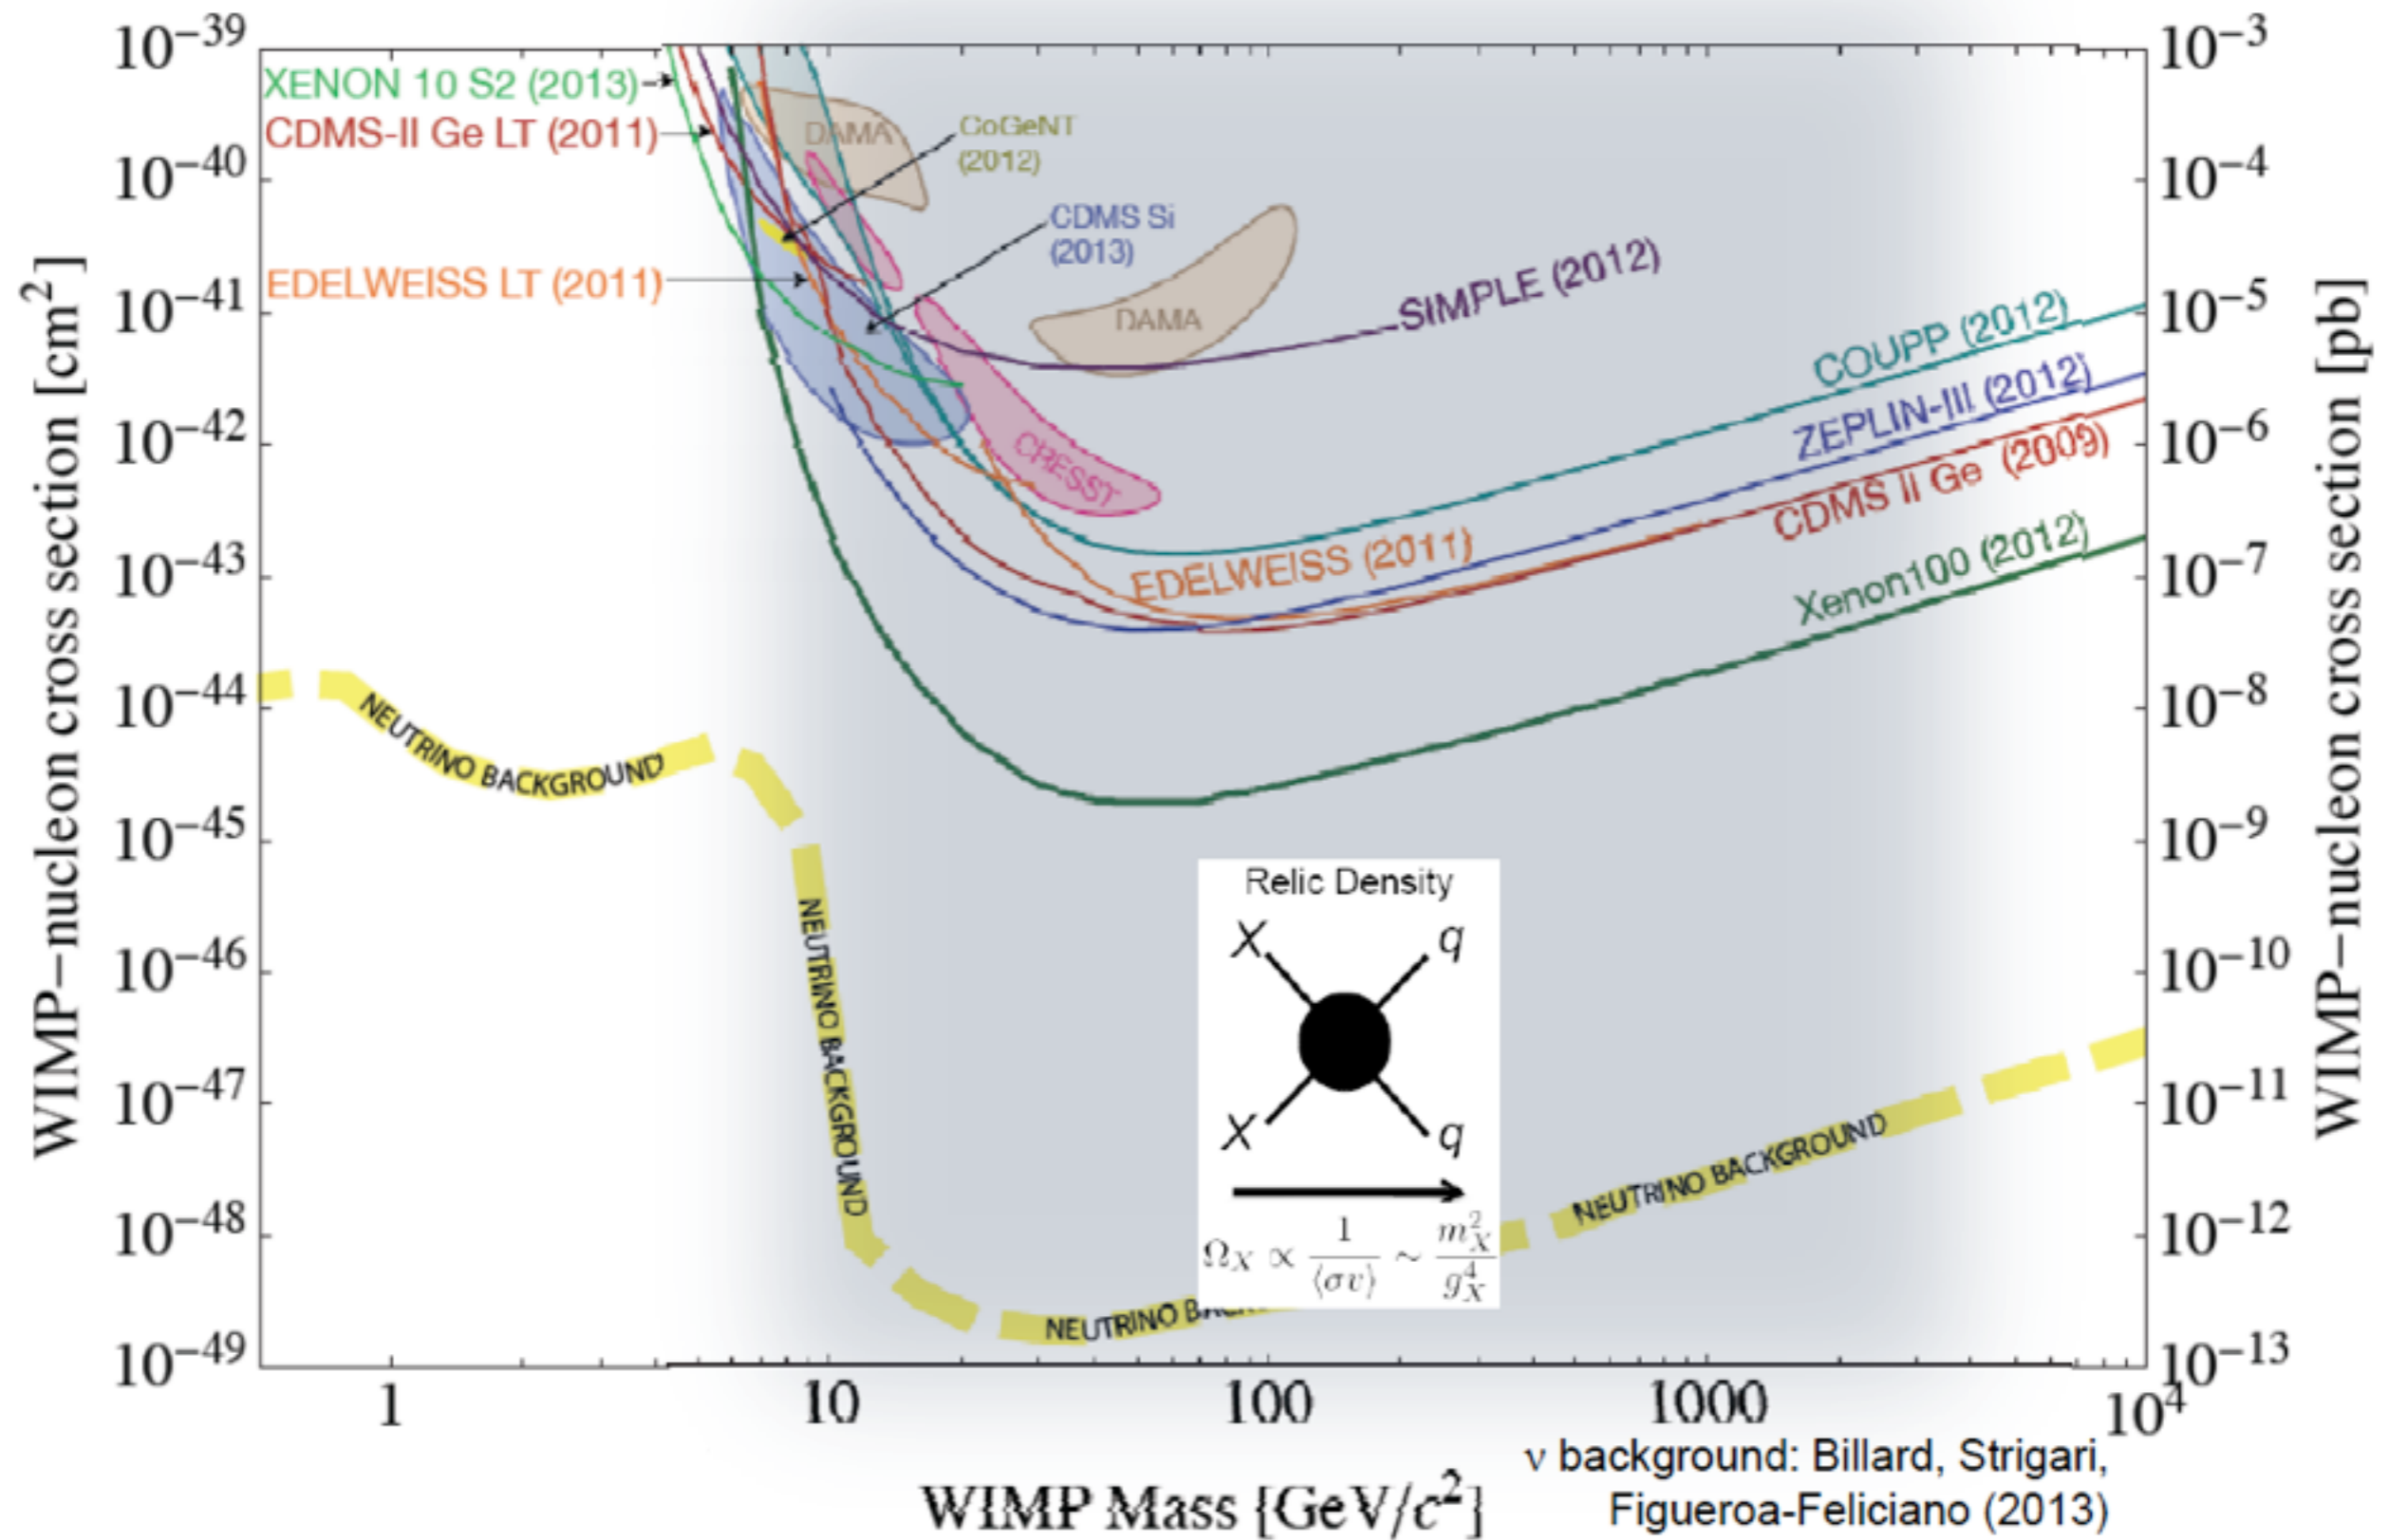 10−39
10−40
10−41
10−42
10−43
10−44
10−45
10−46
10−47
10−48
10−49
WIMP−nucleon cross section [cm2]
10−3
10−4
10−5
10−6
10−7
10−8
10−9
10−10
10−11
10−12
10−13
WIMP−nucleon cross section [pb]
XENON 10 S2 (2013)
CDMS-II Ge LT (2011)
EDELWEISS LT (2011)
DAMA
CoGeNT
(2012)
CDMS Si
(2013)
DAMA
SIMPLE (2012)
COUPP (2012)
ZEPLIN-III (2012)
CDMS II Ge (2009)
Xenon100 (2012)
CRESST
EDELWEISS (2011)
NEUTRINO BACKGROUND
NEUTRINO BACKGROUND
NEUTRINO
NEUTRINO BACKGROUND
Relic Density
X q
X q
ΩX ∝ 1/⟨σv⟩ ~ m2X/g4X
1 10 100 1000 104
WIMP Mass [GeV/c2]
ν background: Billard, Strigari,
Figueroa-Feliciano (2013)